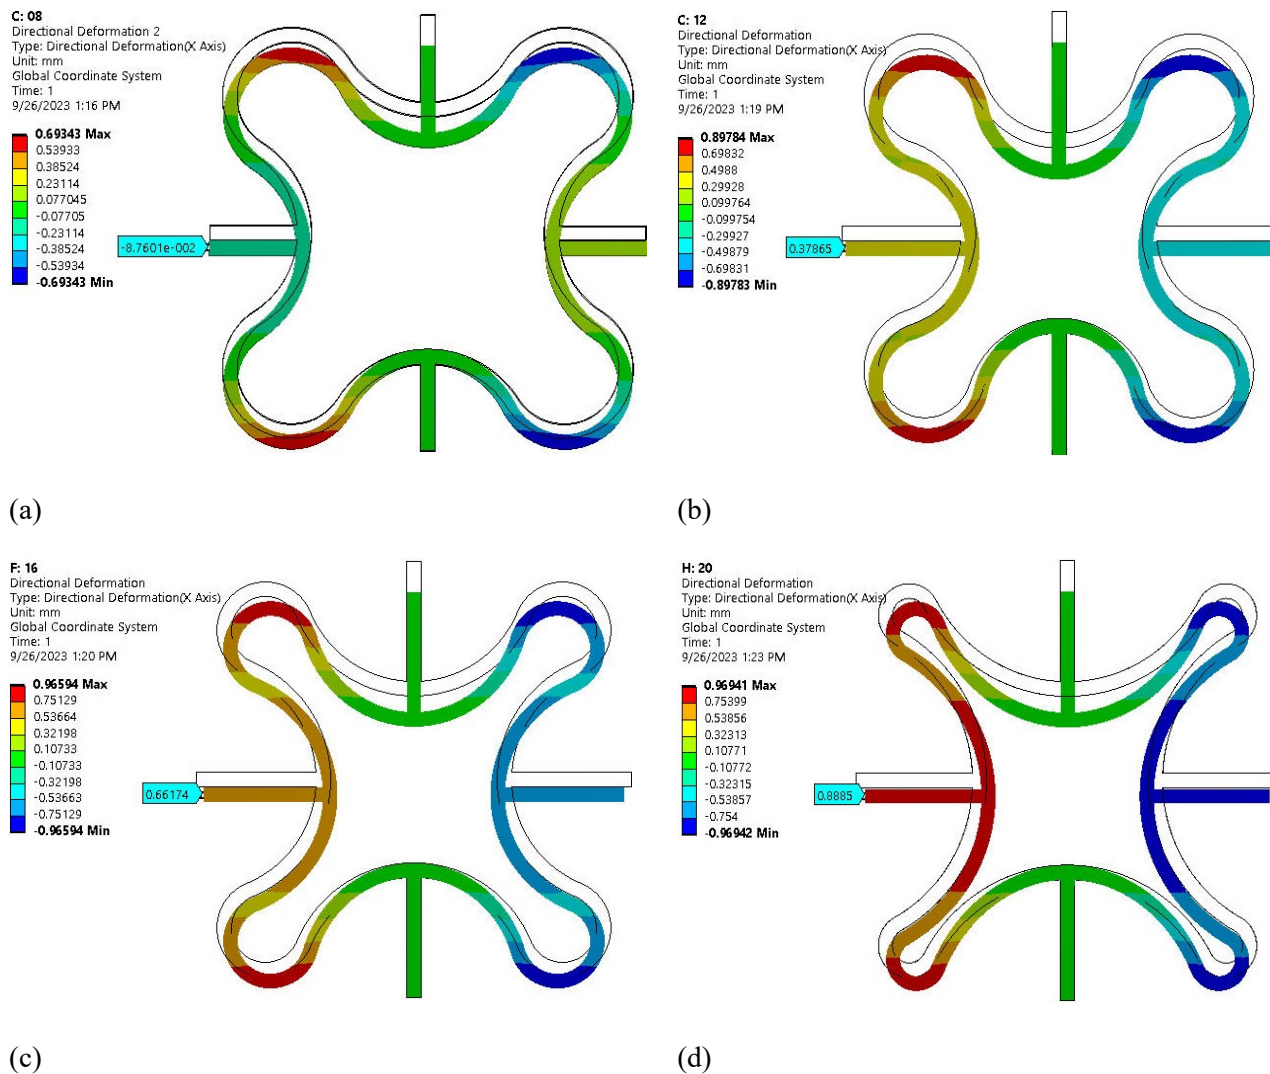 C: 08
Directional Deformation 2
Type: Directional Deformation(X Axis)
Unit: mm
Global Coordinate System
Time: 1
9/26/2023 1:16 PM
0.69343 Max
0.53933
0.38524
0.23114
0.077045
-0.07705
-0.23114
-0.38524
-0.53934
-0.69343 Min
-8.7601e-002
(a)
C: 12
Directional Deformation
Type: Directional Deformation(X Axis)
Unit: mm
Global Coordinate System
Time: 1
9/26/2023 1:19 PM
0.89784 Max
0.69832
0.4988
0.29928
0.099764
-0.099754
-0.29927
-0.49879
-0.69831
-0.89783 Min
0.37865
(b)
F: 16
Directional Deformation
Type: Directional Deformation(X Axis)
Unit: mm
Global Coordinate System
Time: 1
9/26/2023 1:20 PM
0.96594 Max
0.75129
0.53664
0.32198
0.10733
-0.10733
-0.32198
-0.53663
-0.75129
-0.96594 Min
0.66174
(c)
H: 20
Directional Deformation
Type: Directional Deformation(X Axis)
Unit: mm
Global Coordinate System
Time: 1
9/26/2023 1:23 PM
0.96941 Max
0.75399
0.53856
0.32313
0.10771
-0.10772
-0.32315
-0.53857
-0.754
-0.96942 Min
0.8885
(d)